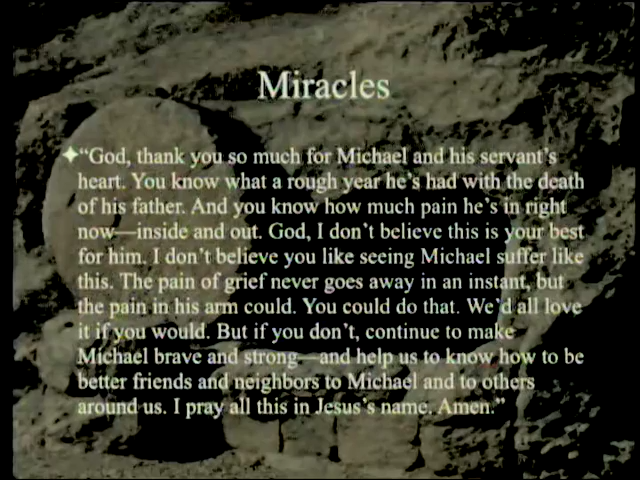 Miracles
✦“God, thank you so much for Michael and his servant’s
heart. You know what a rough year he’s had with the death
of his father. And you know how much pain he’s in right
now—inside and out. God, I don’t believe this is your best
for him. I don’t believe you like seeing Michael suffer like
this. The pain of grief never goes away in an instant, but
the pain in his arm could. You could do that. We’d all love
it if you would. But if you don’t, continue to make
Michael brave and strong—and help us to know how to be
better friends and neighbors to Michael and to others
around us. I pray all this in Jesus’s name. Amen.”